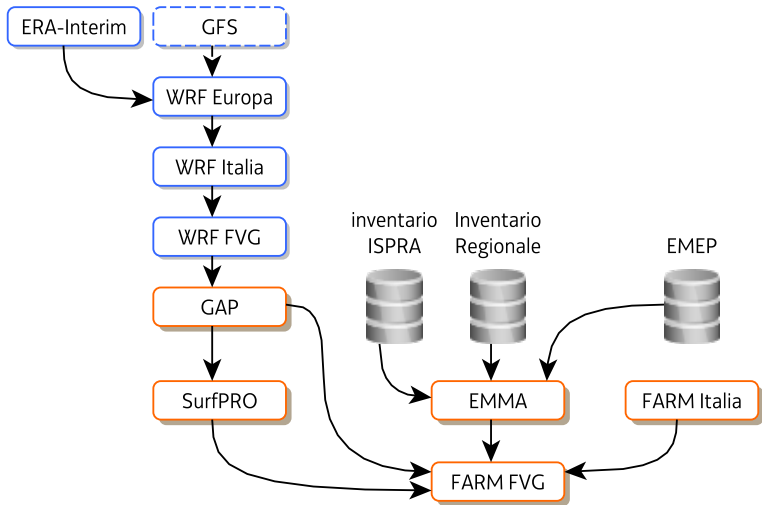 ERA-Interim
GFS
WRF Europa
WRF Italia
WRF FVG
inventario
ISPRA
Inventario
Regionale
EMEP
GAP
SurfPRO
EMMA
FARM Italia
FARM FVG